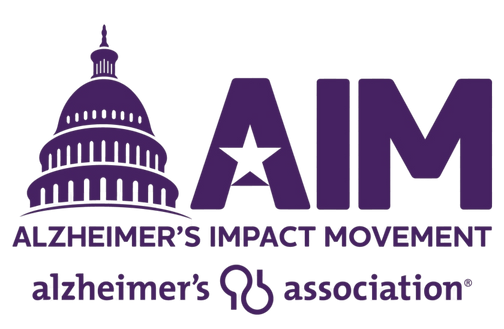 AIM
ALZHEIMER'S IMPACT MOVEMENT
alzheimer's association®